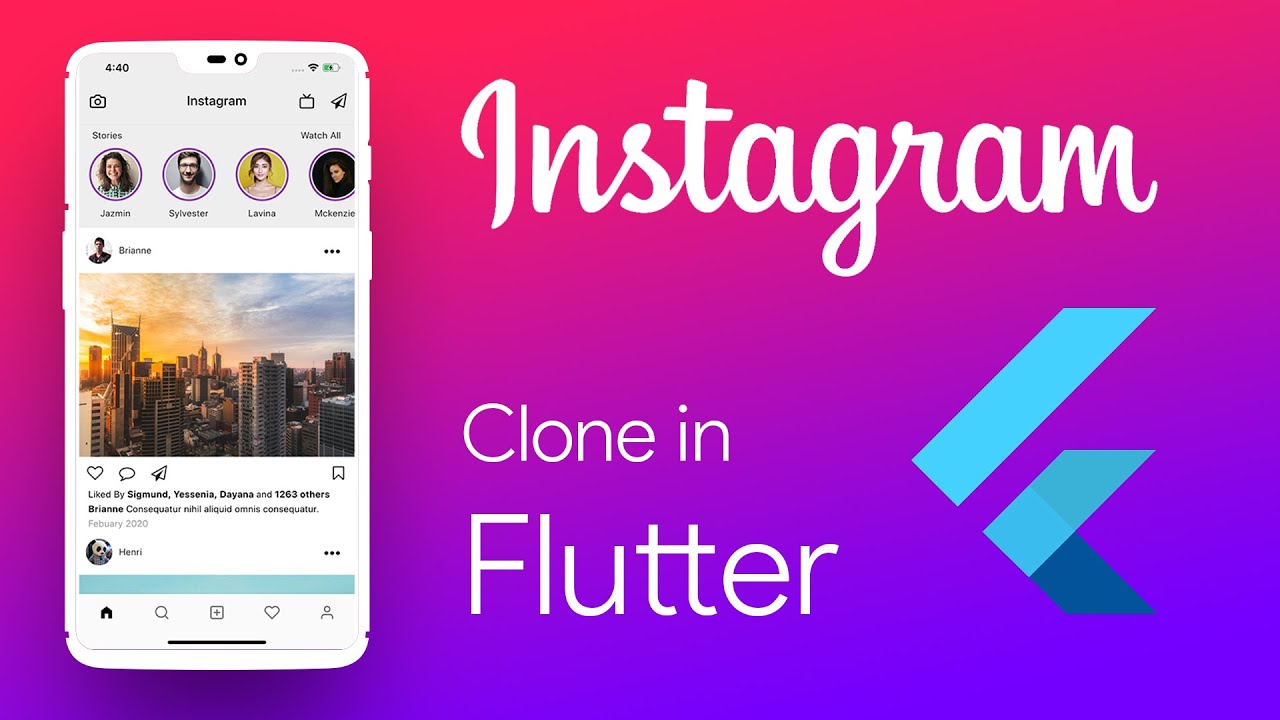 4:40
Instagram
Stories
Watch All
Jazmin
Sylvester
Lavina
Mckenzie
Brianne
Liked By Sigmund, Yessenia, Dayana and 1263 others
Brianne Consequatur nihil aliquid omnis consequatur.
Febuary 2020
Henri
Instagram
Clone in
Flutter